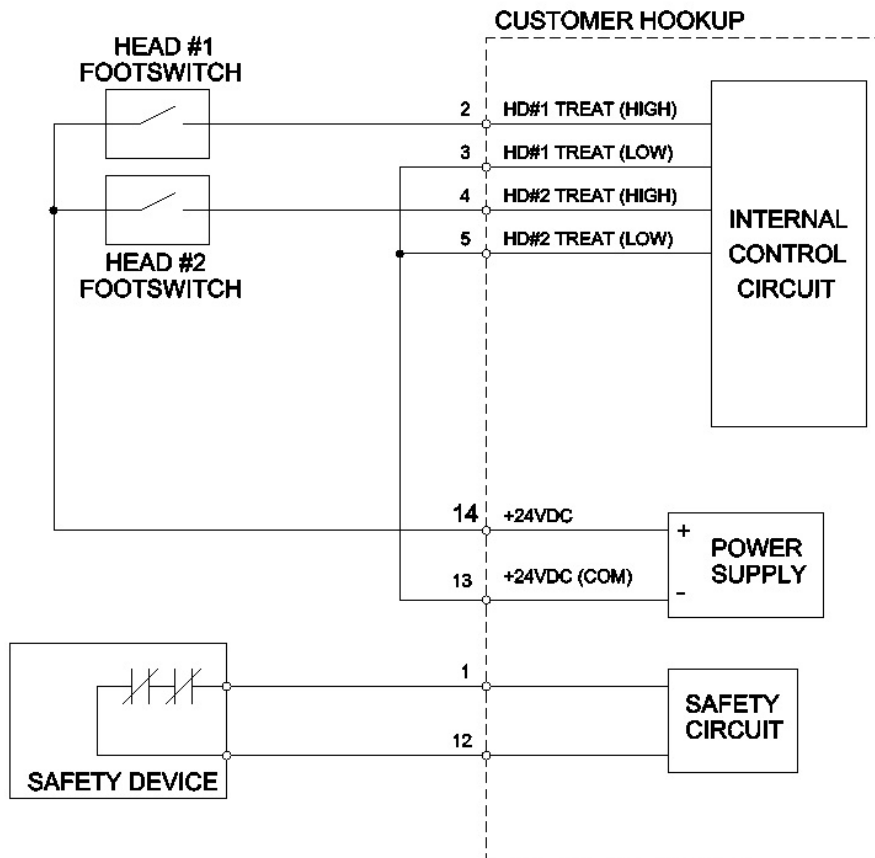 CUSTOMER HOOKUP
HEAD #1
FOOTSWITCH
2 HD#1 TREAT (HIGH)
3 HD#1 TREAT (LOW)
4 HD#2 TREAT (HIGH)
5 HD#2 TREAT (LOW)
INTERNAL
CONTROL
CIRCUIT
HEAD #2
FOOTSWITCH
14 +24VDC
13 +24VDC (COM)
+
-
POWER
SUPPLY
1
12
SAFETY
CIRCUIT
SAFETY DEVICE